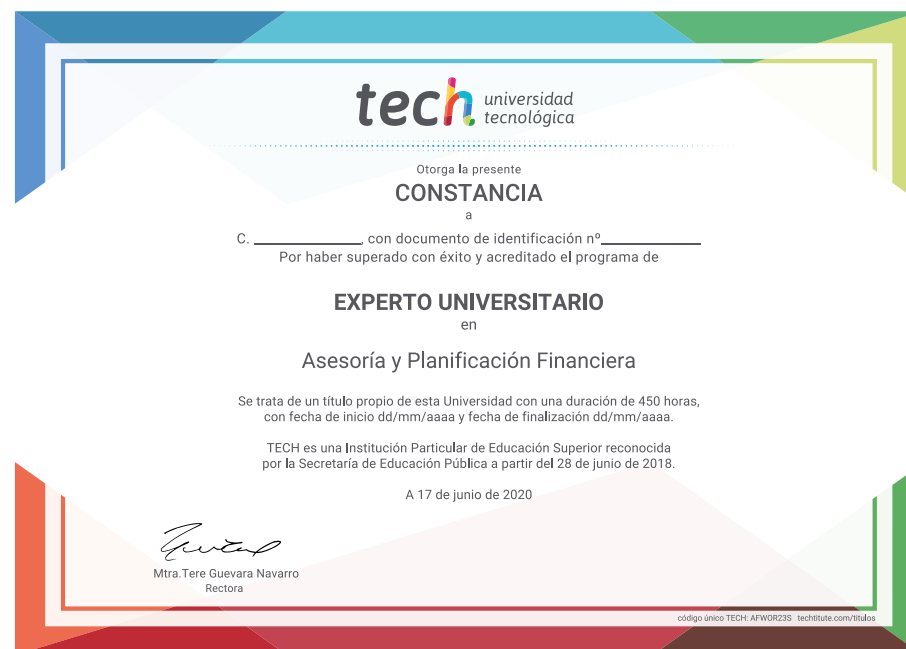 tech universidad
tecnológica
Otorga la presente
CONSTANCIA
a
C. ____________, con documento de identificación nº____________
Por haber superado con éxito y acreditado el programa de
EXPERTO UNIVERSITARIO
en
Asesoría y Planificación Financiera
Se trata de un título propio de esta Universidad con una duración de 450 horas,
con fecha de inicio dd/mm/aaaa y fecha de finalización dd/mm/aaaa.
TECH es una Institución Particular de Educación Superior reconocida
por la Secretaría de Educación Pública a partir del 28 de junio de 2018.
A 17 de junio de 2020
Mtra.Tere Guevara Navarro
Rectora
código único TECH: AFWOR23S techtitute.com/titulos